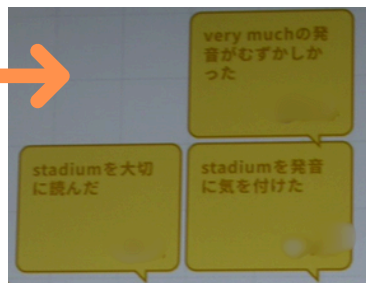 very muchの発
音がむずかしか
った
stadiumを大切
に読んだ
stadiumを発音
に気を付けた